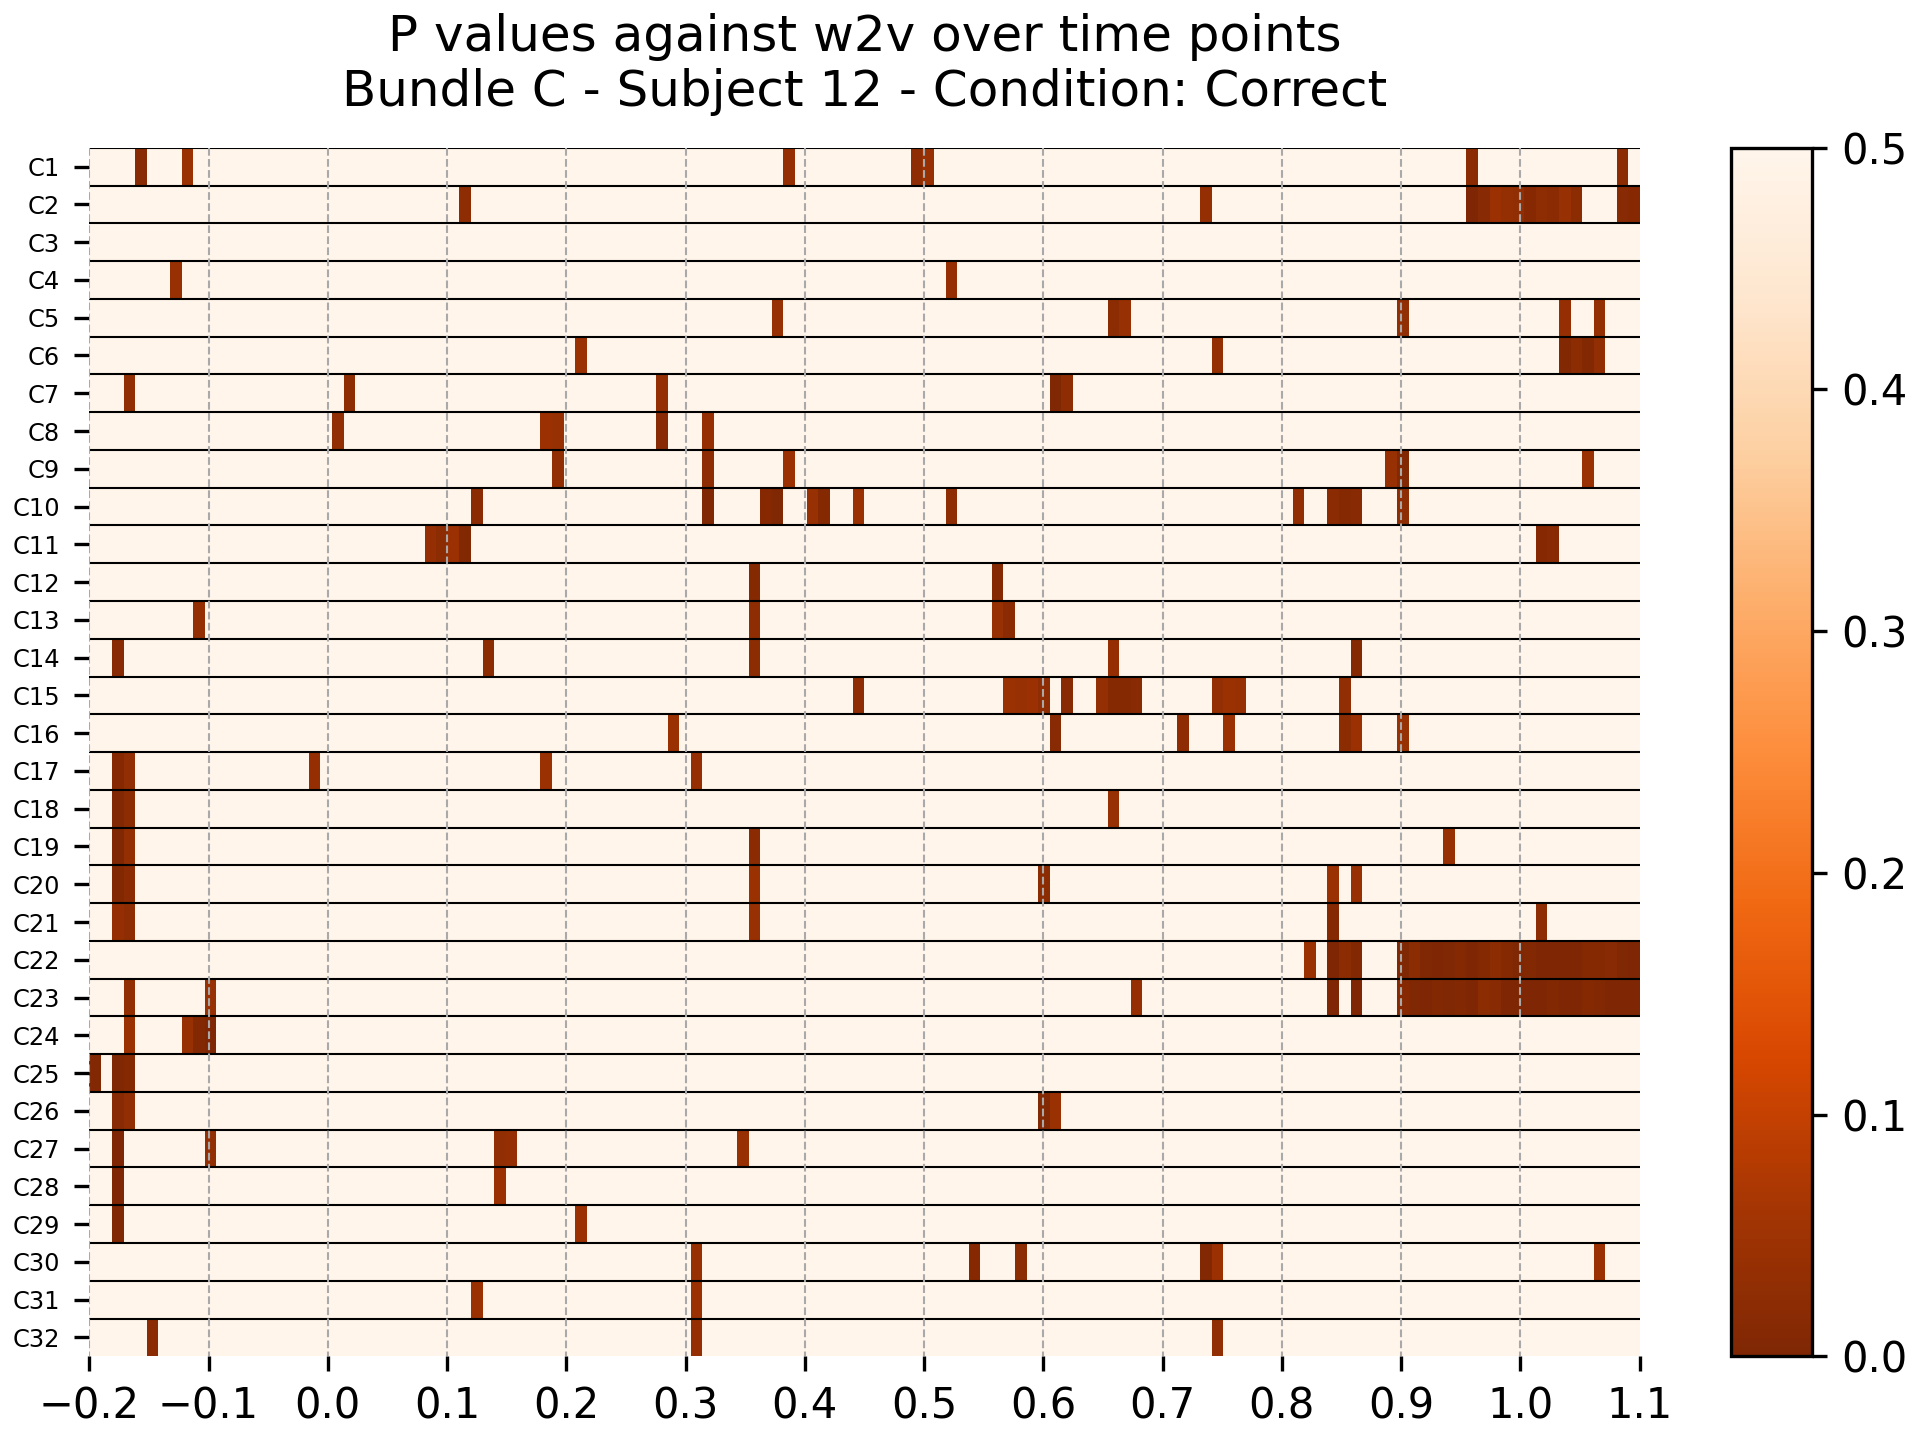 P values against w2v over time points
Bundle C - Subject 12 - Condition: Correct
C1
C2
C3
C4
C5
C6
C7
C8
C9
C10
C11
C12
C13
C14
C15
C16
C17
C18
C19
C20
C21
C22
C23
C24
C25
C26
C27
C28
C29
C30
C31
C32
−0.2 −0.1 0.0 0.1 0.2 0.3 0.4 0.5 0.6 0.7 0.8 0.9 1.0 1.1
0.5
0.4
0.3
0.2
0.1
0.0